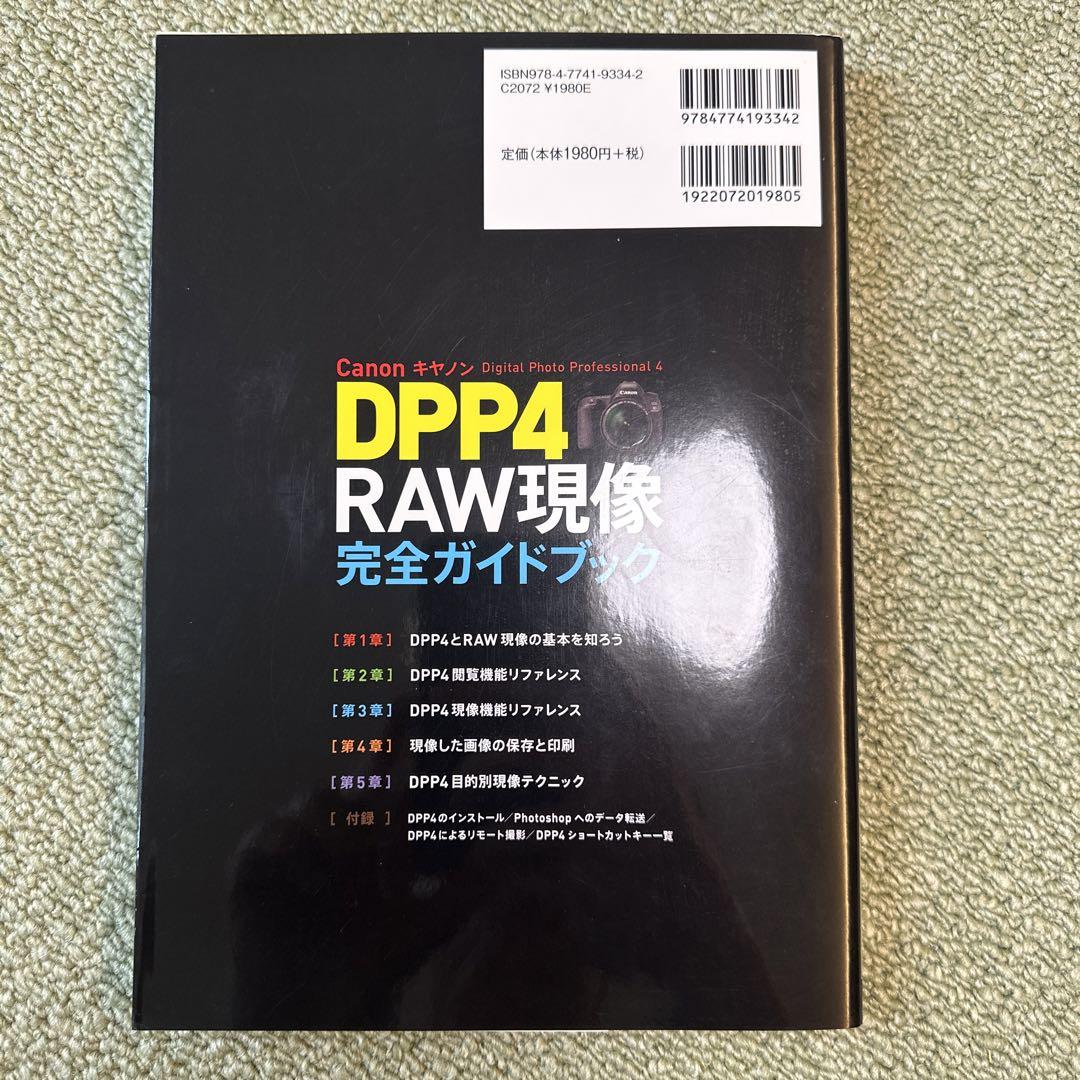 ISBN978-4-7741-9334-2
C2072 ¥1980E
定価(本体1980円+税)
9784774193342
1922072019805
Canon キヤノン Digital Photo Professional 4
DPP4
Canon
RAW現像
完全ガイドブック
[第1章] DPP4とRAW現像の基本を知ろう
[第2章] DPP4閲覧機能リファレンス
[第3章] DPP4現像機能リファレンス
[第4章] 現像した画像の保存と印刷
[第5章] DPP4目的別現像テクニック
[付録] DPP4のインストール/Photoshopへのデータ転送/
DPP4によるリモート撮影/DPP4ショートカットキー一覧